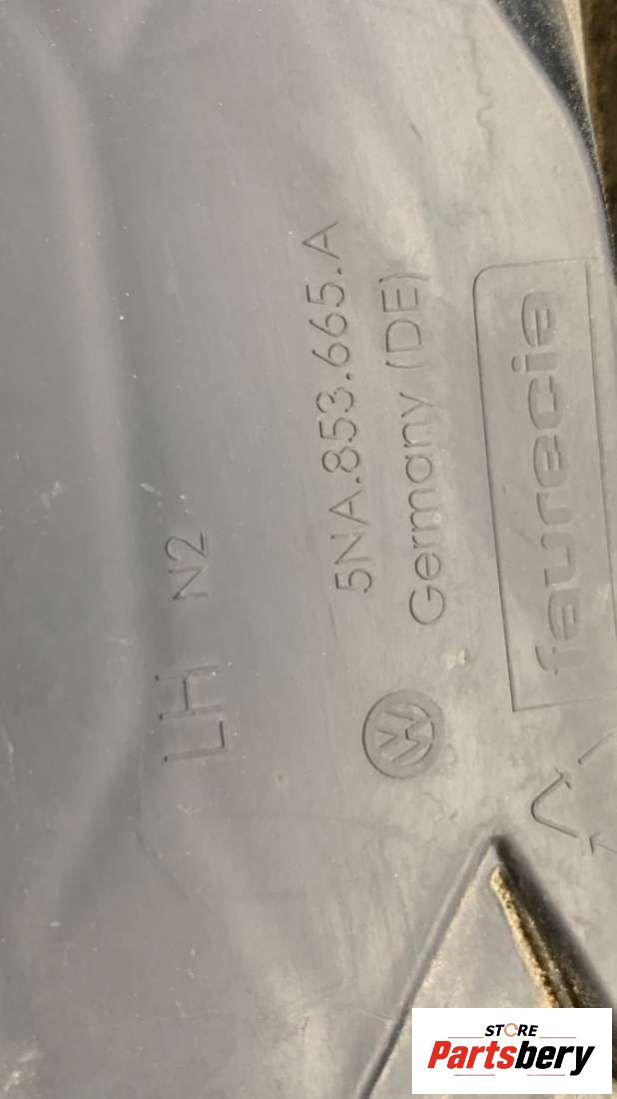 LH N2
5NA.853.665.A
Germany (DE)
faurecia
STORE
Partsbery